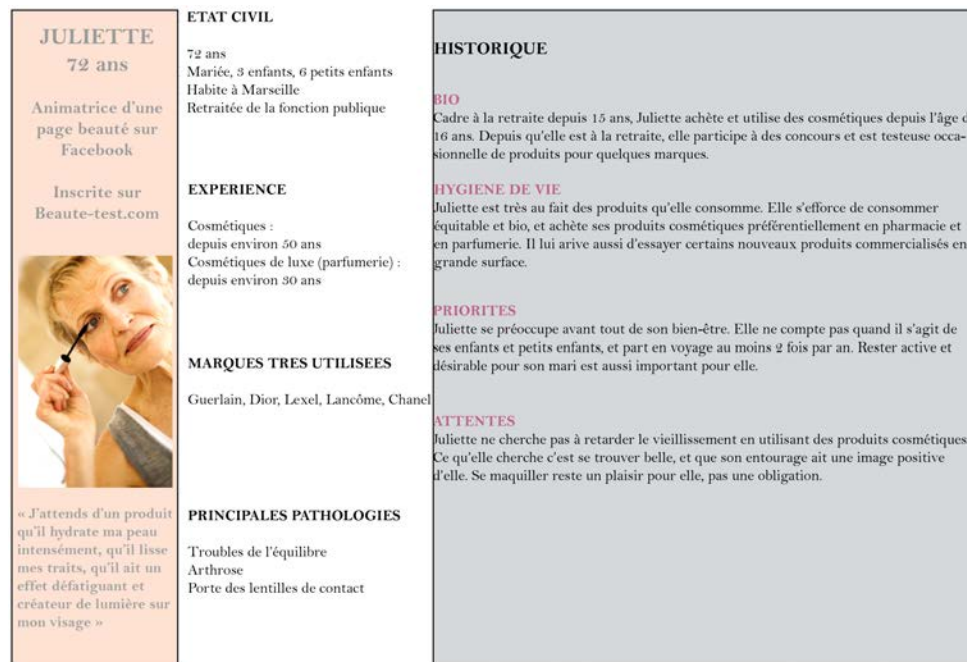 JULIETTE
72 ans
Animatrice d'une
page beauté sur
Facebook
Inscrite sur
Beaute-test.com
« J'attends d'un produit
qu'il hydrate ma peau
intensément, qu'il lisse
mes traits, qu'il ait un
effet défatiguant et
créateur de lumière sur
mon visage »
ETAT CIVIL
72 ans
Mariée, 3 enfants, 6 petits enfants
Habite à Marseille
Retraitée de la fonction publique
EXPERIENCE
Cosmétiques :
depuis environ 50 ans
Cosmétiques de luxe (parfumerie) :
depuis environ 30 ans
MARQUES TRES UTILISEES
Guerlain, Dior, Lexel, Lancôme, Chanel
PRINCIPALES PATHOLOGIES
Troubles de l'équilibre
Arthrose
Porte des lentilles de contact
HISTORIQUE
BIO
Cadre à la retraite depuis 15 ans, Juliette achète et utilise des cosmétiques depuis l'âge d
16 ans. Depuis qu'elle est à la retraite, elle participe à des concours et est testeuse occa-
sionnelle de produits pour quelques marques.
HYGIENE DE VIE
Juliette est très au fait des produits qu'elle consomme. Elle s'efforce de consommer
équitable et bio, et achète ses produits cosmétiques préférentiellement en pharmacie et
en parfumerie. Il lui arive aussi d'essayer certains nouveaux produits commercialisés en
grande surface.
PRIORITES
Juliette se préoccupe avant tout de son bien-être. Elle ne compte pas quand il s'agit de
ses enfants et petits enfants, et part en voyage au moins 2 fois par an. Rester active et
désirable pour son mari est aussi important pour elle.
ATTENTES
Juliette ne cherche pas à retarder le vieillissement en utilisant des produits cosmétiques
Ce qu'elle cherche c'est se trouver belle, et que son entourage ait une image positive
d'elle. Se maquiller reste un plaisir pour elle, pas une obligation.